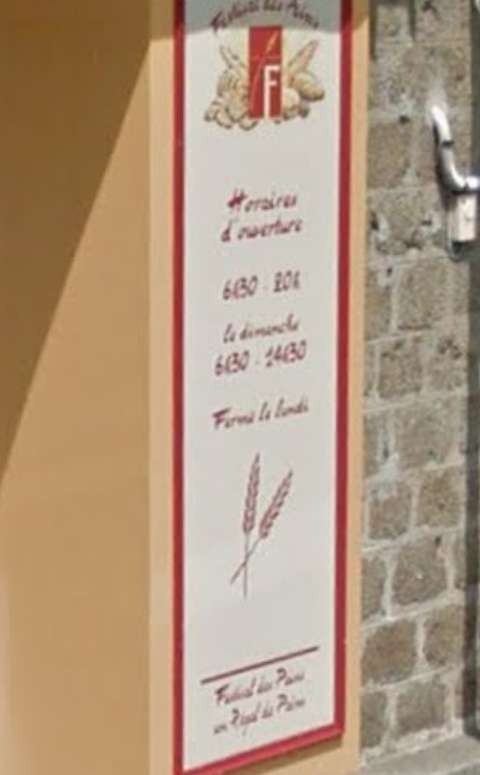 Festival des Pains
F
Horaires
d'ouverture
6h30 - 20h
le dimanche
6h30 - 14h30
Fermé le lundi
Festival des Pains
un Régal de Pains